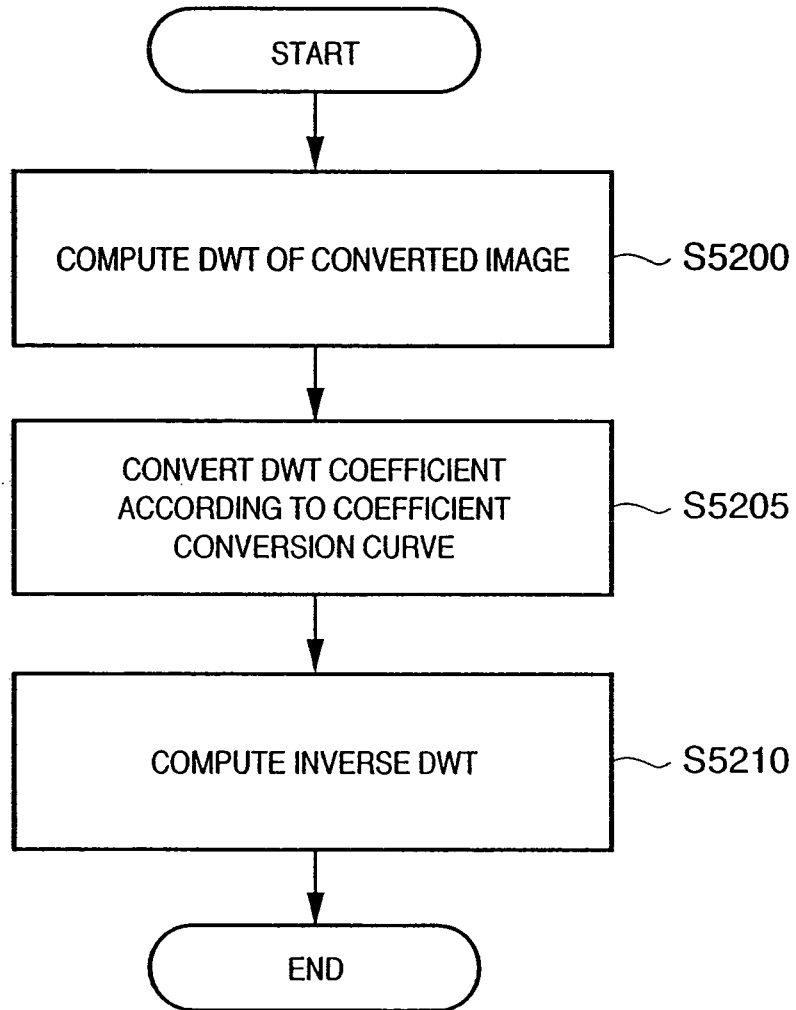 START
COMPUTE DWT OF CONVERTED IMAGE
S5200
CONVERT DWT COEFFICIENT
ACCORDING TO COEFFICIENT
CONVERSION CURVE
S5205
COMPUTE INVERSE DWT
S5210
END